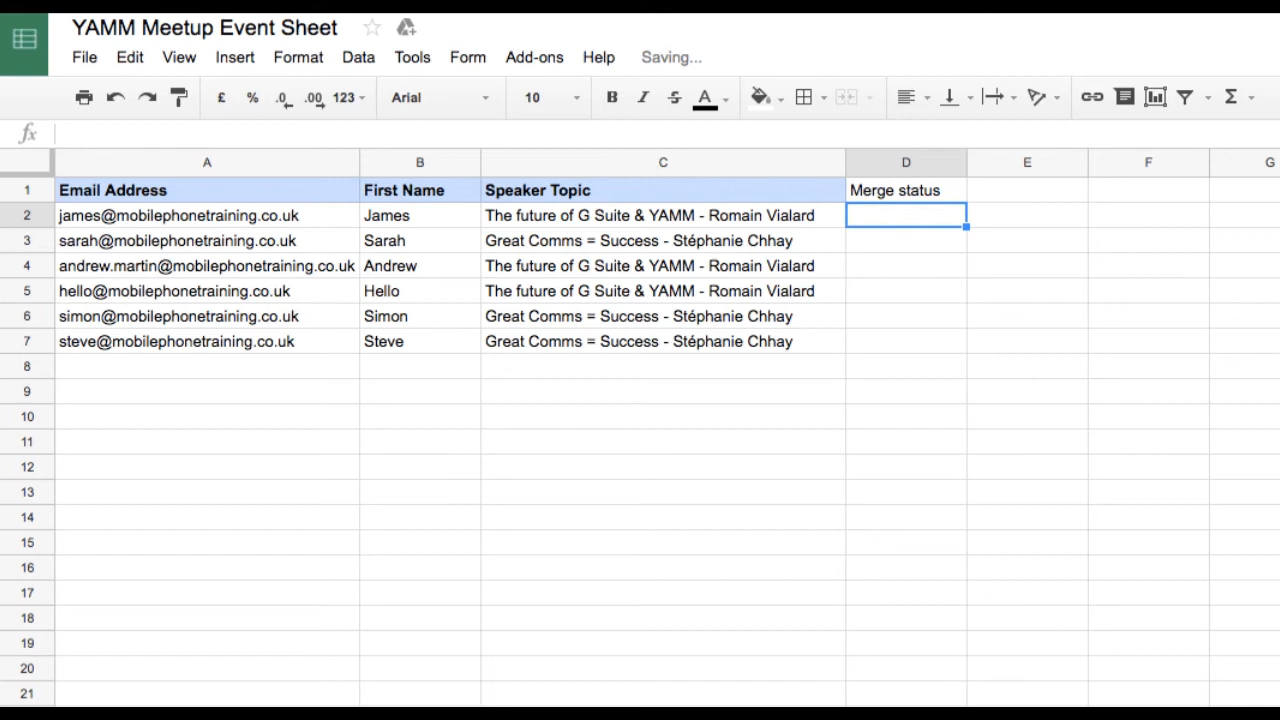 YAMM Meetup Event Sheet
File Edit View Insert Format Data Tools Form Add-ons Help Saving...
£ % .0 .00 123 Arial 10 B I S A Σ
fx
A B C D E F G
1 Email Address First Name Speaker Topic Merge status
2 james@mobilephonetraining.co.uk James The future of G Suite & YAMM - Romain Vialard
3 sarah@mobilephonetraining.co.uk Sarah Great Comms = Success - Stéphanie Chhay
4 andrew.martin@mobilephonetraining.co.uk Andrew The future of G Suite & YAMM - Romain Vialard
5 hello@mobilephonetraining.co.uk Hello The future of G Suite & YAMM - Romain Vialard
6 simon@mobilephonetraining.co.uk Simon Great Comms = Success - Stéphanie Chhay
7 steve@mobilephonetraining.co.uk Steve Great Comms = Success - Stéphanie Chhay
8
9
10
11
12
13
14
15
16
17
18
19
20
21